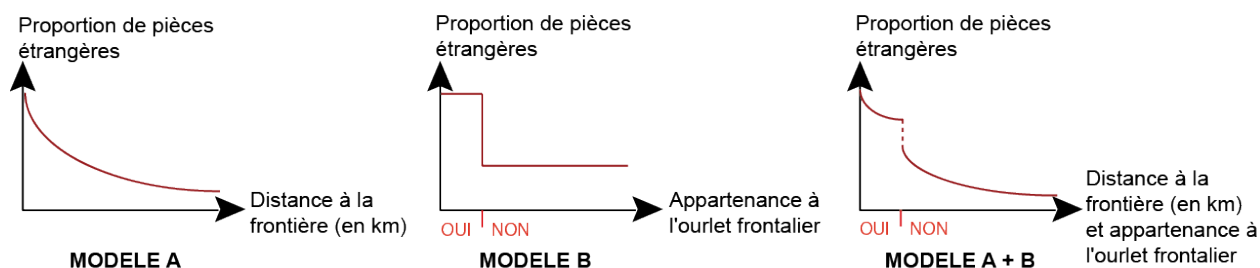 Proportion de pièces
étrangères
Distance à la
frontière (en km)
MODELE A
Proportion de pièces
étrangères
OUI
NON
Appartenance à
l'ourlet frontalier
MODELE B
Proportion de pièces
étrangères
OUI
NON
Distance à la
frontière (en km)
et appartenance à
l'ourlet frontalier
MODELE A + B